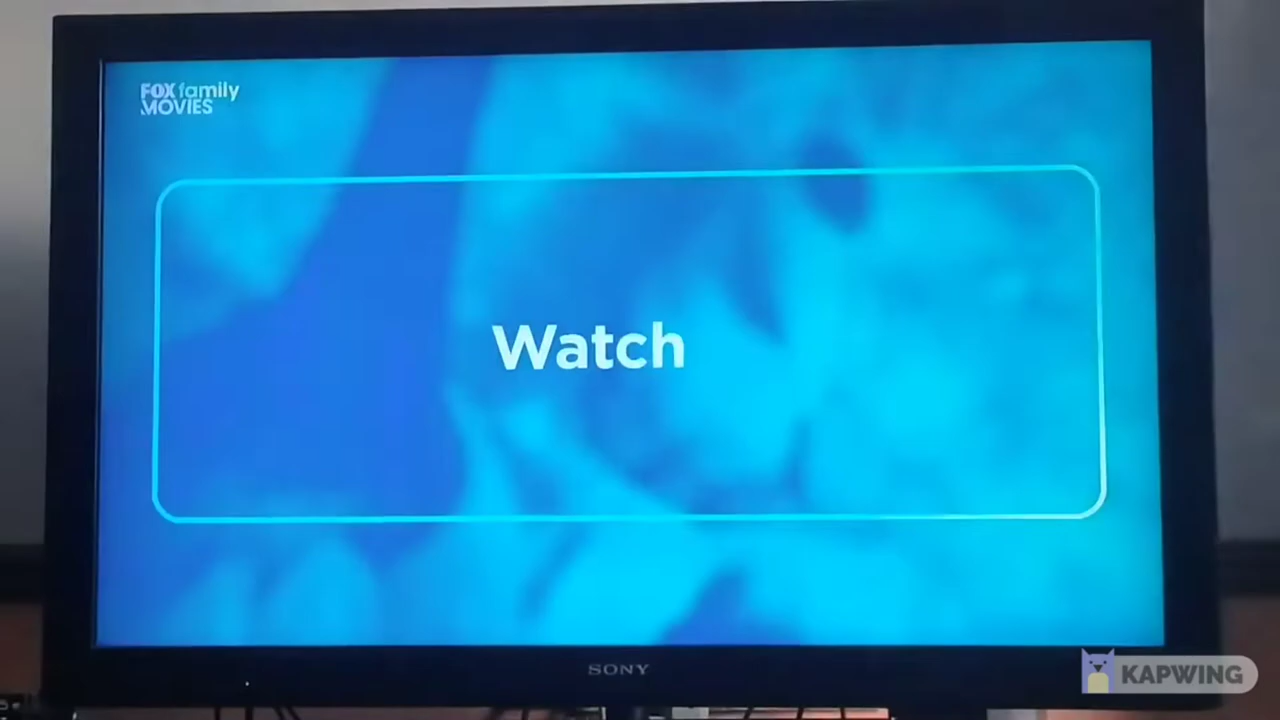 FOX family
MOVIES
Watch
SONY
KAPWING